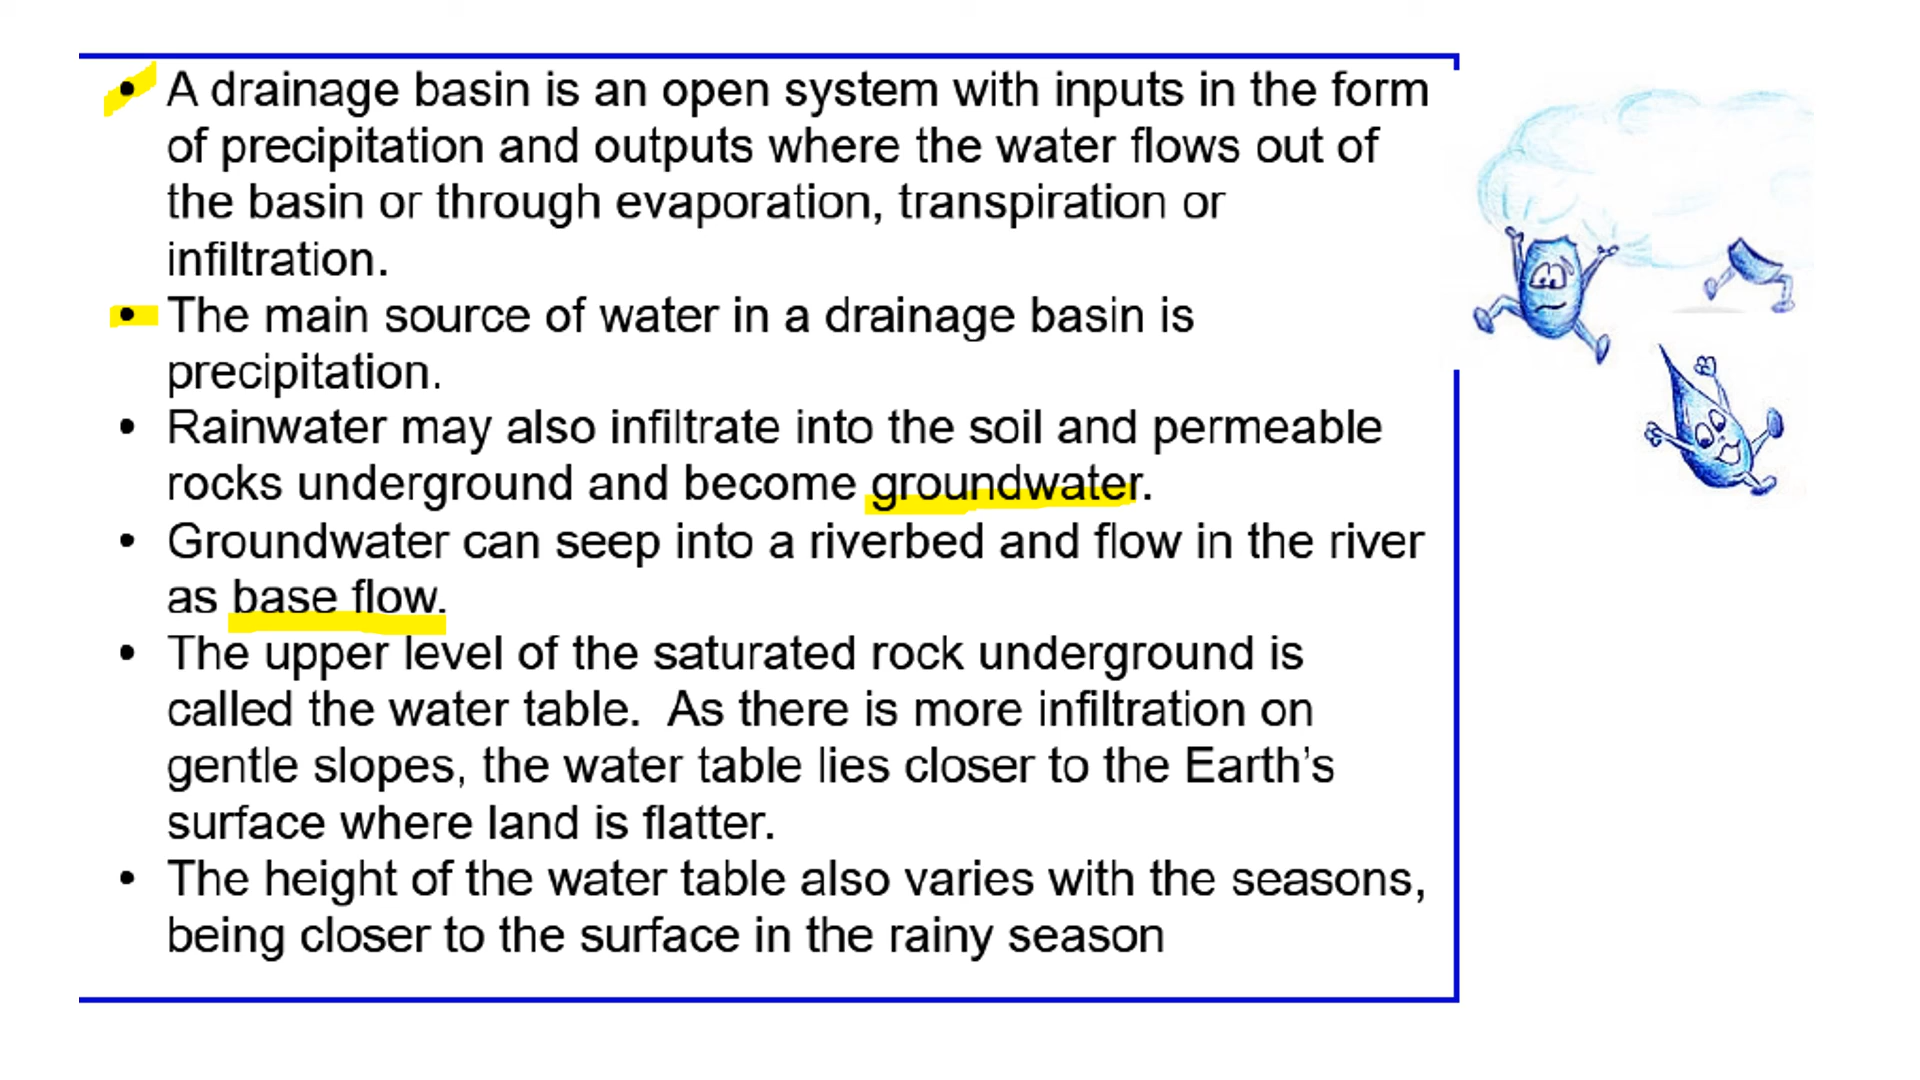 • A drainage basin is an open system with inputs in the form
of precipitation and outputs where the water flows out of
the basin or through evaporation, transpiration or
infiltration.
• The main source of water in a drainage basin is
precipitation.
• Rainwater may also infiltrate into the soil and permeable
rocks underground and become groundwater.
• Groundwater can seep into a riverbed and flow in the river
as base flow.
• The upper level of the saturated rock underground is
called the water table.  As there is more infiltration on
gentle slopes, the water table lies closer to the Earth’s
surface where land is flatter.
• The height of the water table also varies with the seasons,
being closer to the surface in the rainy season